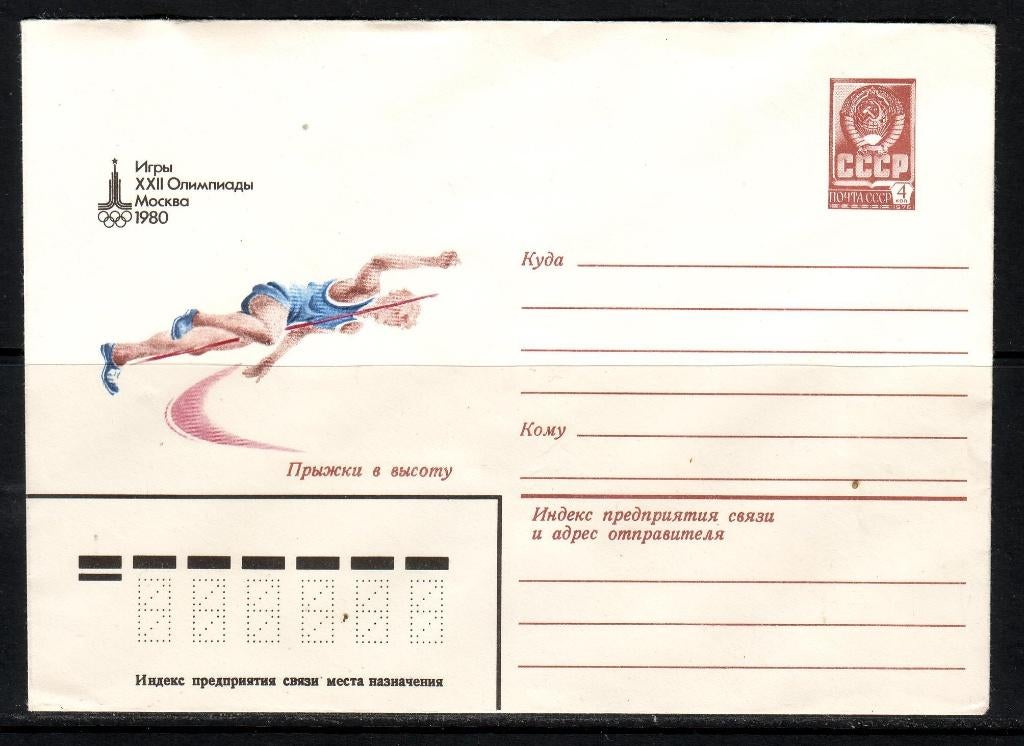 Игры
XXII Олимпиады
Москва
1980
СССР
ПОЧТА СССР 4
КОП
1976
Куда
Кому
Прыжки в высоту
Индекс предприятия связи
и адрес отправителя
Индекс предприятия связи места назначения